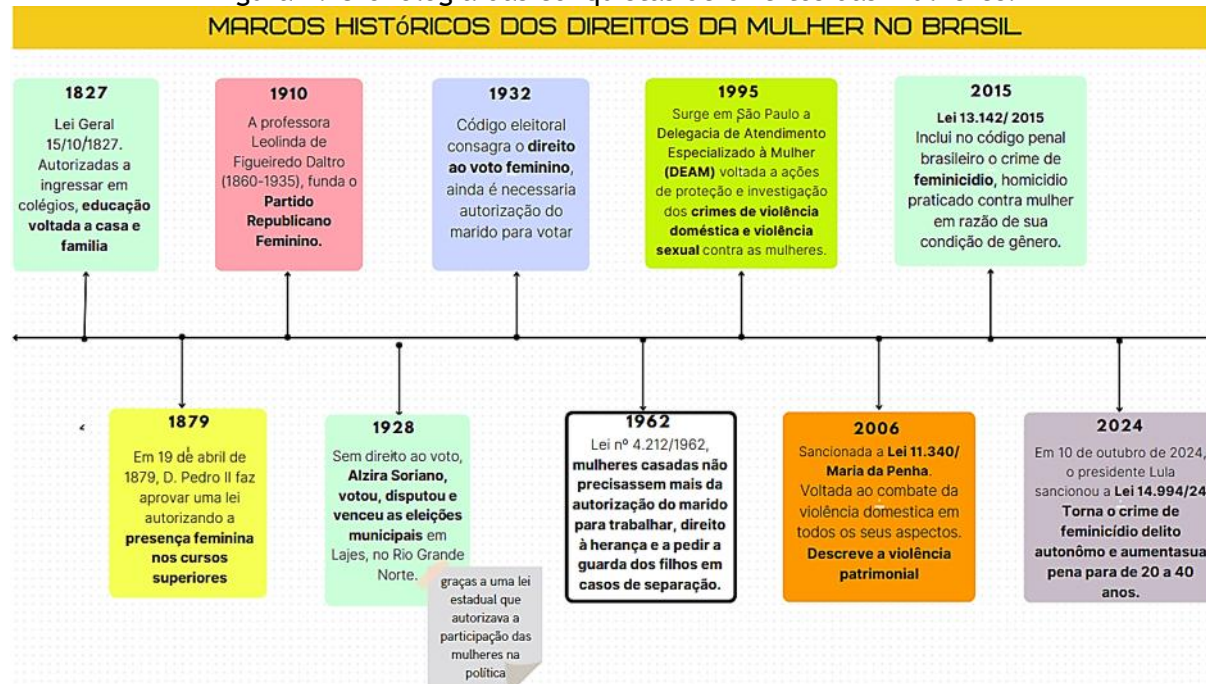 MARCOS HISTÓRICOS DOS DIREITOS DA MULHER NO BRASIL
1827
Lei Geral
15/10/1827.
Autorizadas a
ingressar em
colégios, educação
voltada a casa e
familia
1910
A professora
Leolinda de
Figueiredo Daltro
(1860-1935), funda o
Partido
Republicano
Feminino.
1932
Código eleitoral
consagra o direito
ao voto feminino,
ainda é necessaria
autorização do
marido para votar
1995
Surge em São Paulo a
Delegacia de Atendimento
Especializado à Mulher
(DEAM) voltada a ações
de proteção e investigação
dos crimes de violência
doméstica e violência
sexual contra as mulheres.
2015
Lei 13.142/ 2015
Inclui no código penal
brasileiro o crime de
feminicidio, homicidio
praticado contra mulher
em razão de sua
condição de gênero.
1879
Em 19 de abril de
1879, D. Pedro II faz
aprovar uma lei
autorizando a
presença feminina
nos cursos
superiores
1928
Sem direito ao voto,
Alzira Soriano,
votou, disputou e
venceu as eleições
municipais em
Lajes, no Rio Grande
Norte.
graças a uma lei
estadual que
autorizava a
participação das
mulheres na
política
1962
Lei nº 4.212/1962,
mulheres casadas não
precisassem mais da
autorização do marido
para trabalhar, direito
à herança e a pedir a
guarda dos filhos em
casos de separação.
2006
Sancionada a Lei 11.340/
Maria da Penha.
Voltada ao combate da
violência domestica em
todos os seus aspectos.
Descreve a violência
patrimonial
2024
Em 10 de outubro de 2024,
o presidente Lula
sancionou a Lei 14.994/24
Torna o crime de
feminicídio delito
autonômo e aumentasua
pena para de 20 a 40
anos.